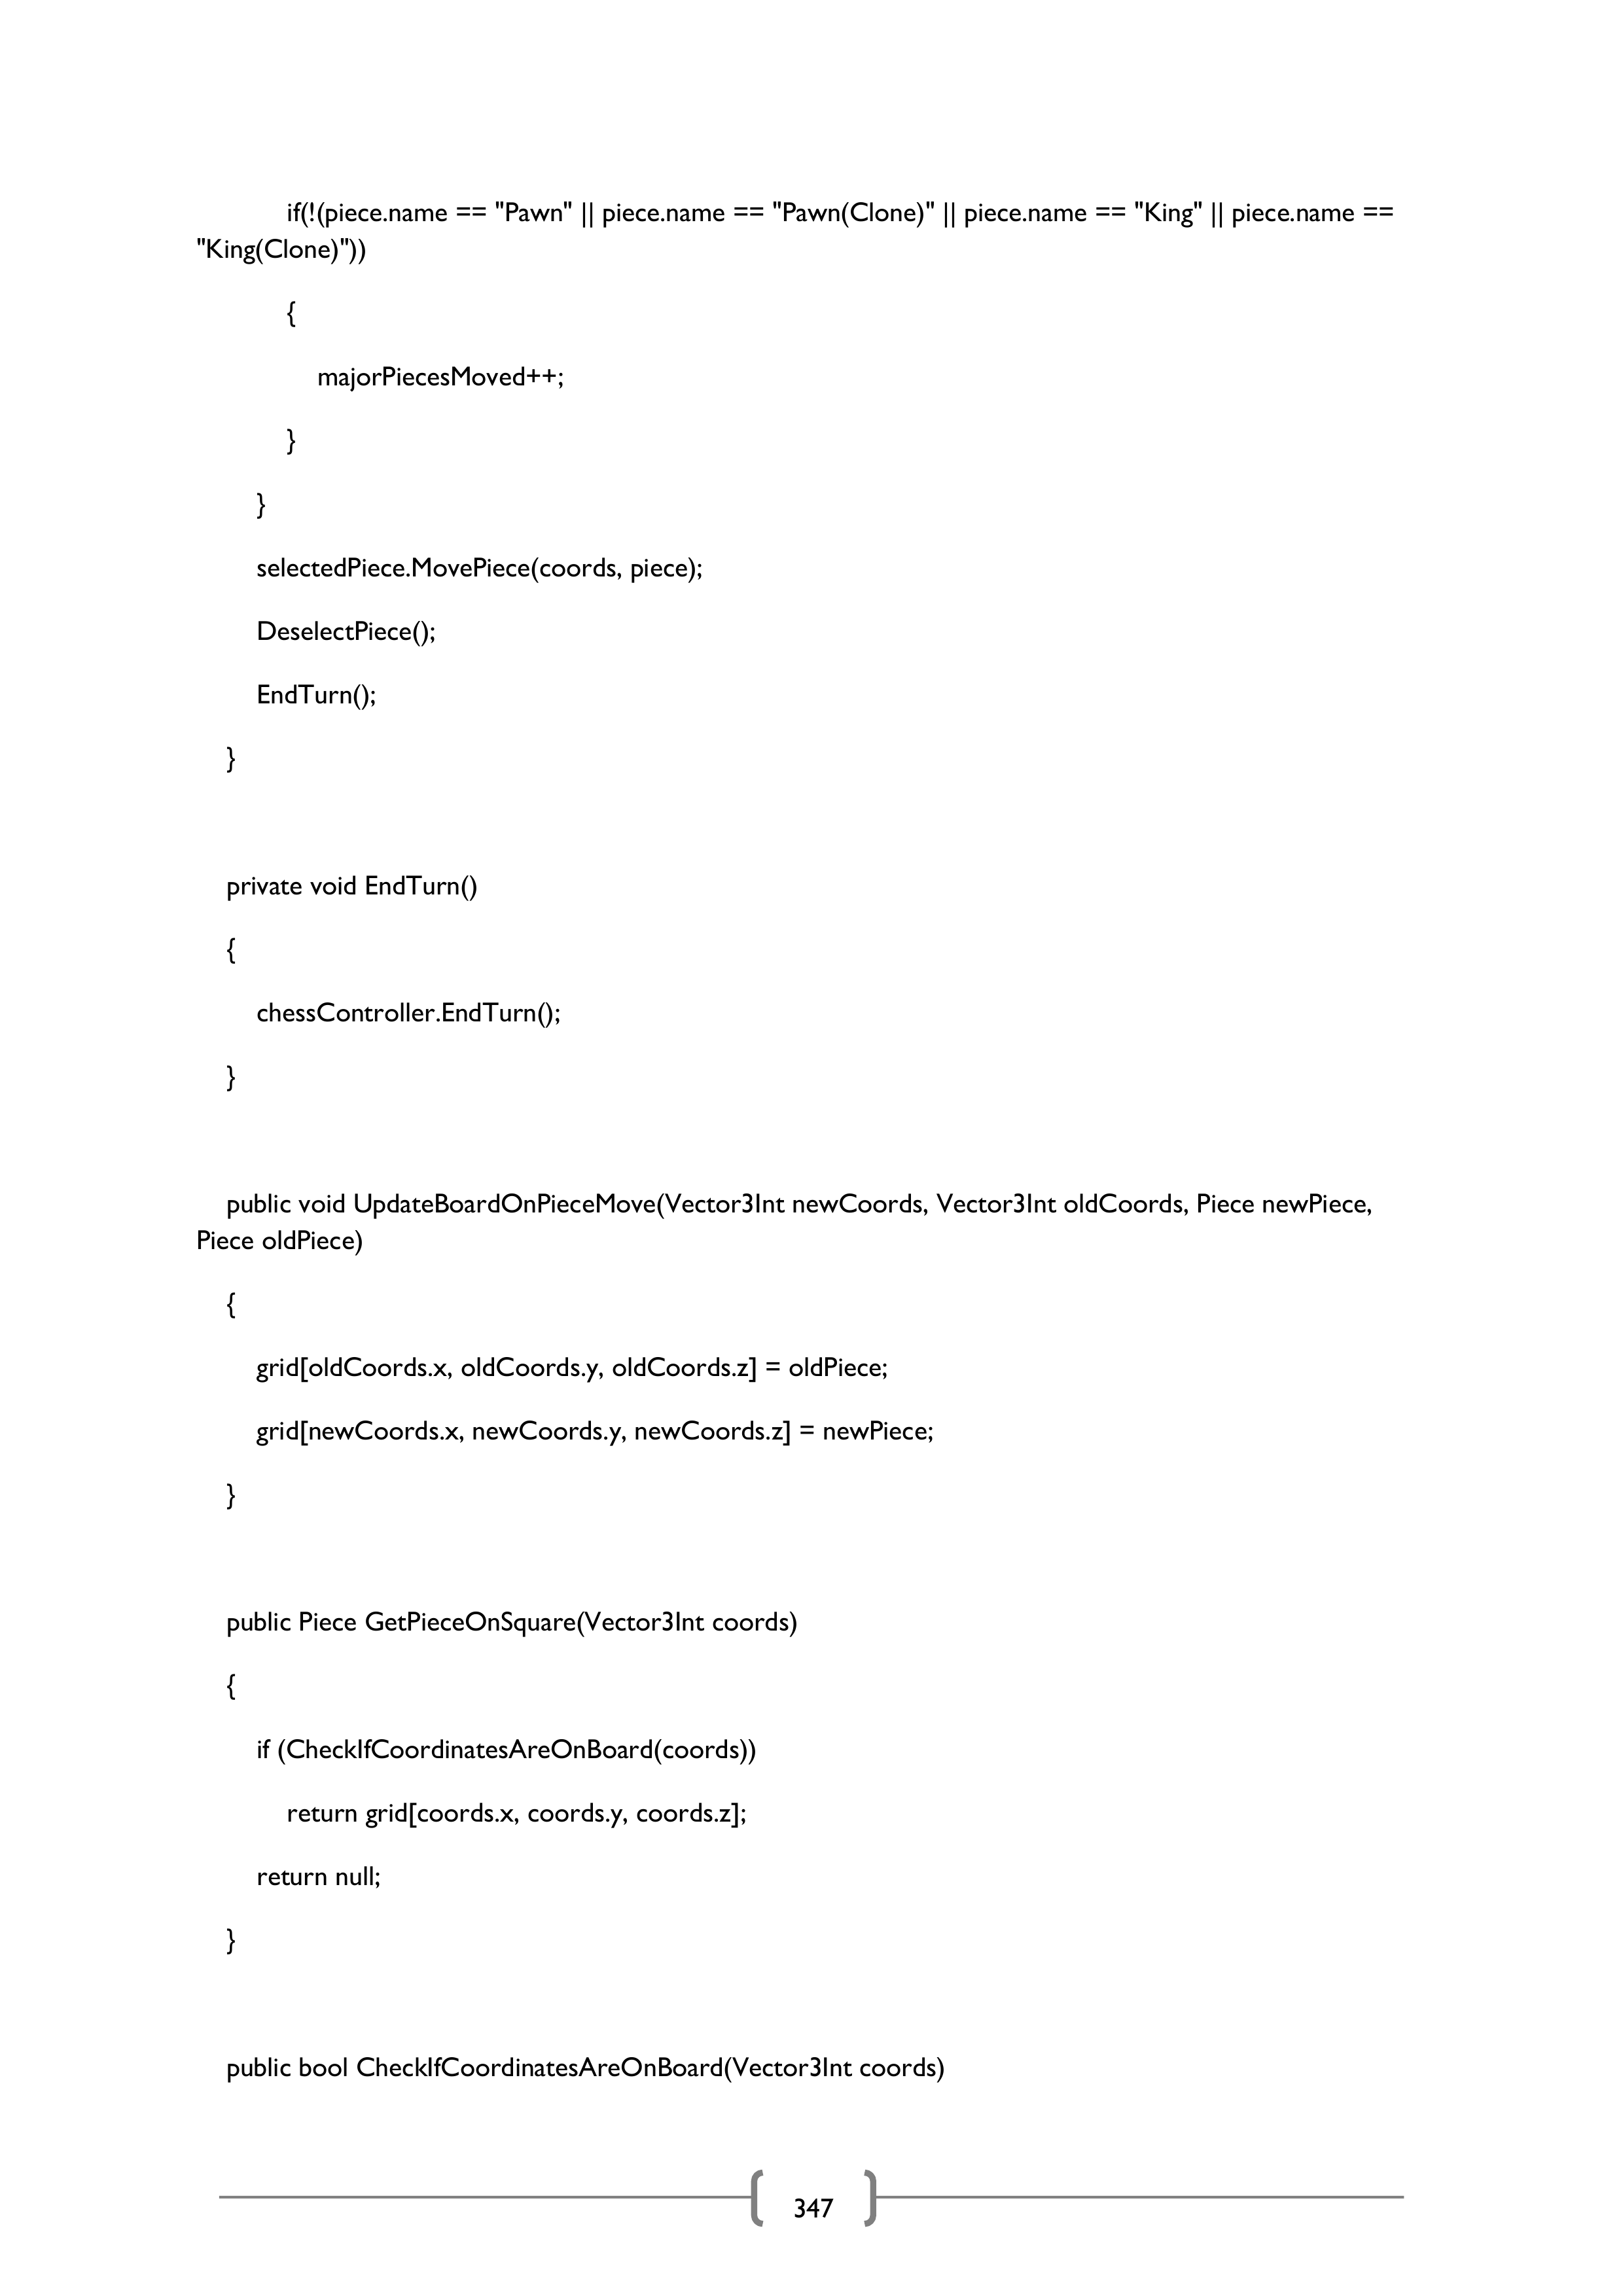 if(!(piece.name == "Pawn" || piece.name == "Pawn(Clone)" || piece.name == "King" || piece.name ==
"King(Clone)"))
{
majorPiecesMoved++;
}
}
selectedPiece.MovePiece(coords, piece);
DeselectPiece();
EndTurn();
}
private void EndTurn()
{
chessController.EndTurn();
}
public void UpdateBoardOnPieceMove(Vector3Int newCoords, Vector3Int oldCoords, Piece newPiece,
Piece oldPiece)
{
grid[oldCoords.x, oldCoords.y, oldCoords.z] = oldPiece;
grid[newCoords.x, newCoords.y, newCoords.z] = newPiece;
}
public Piece GetPieceOnSquare(Vector3Int coords)
{
if (CheckIfCoordinatesAreOnBoard(coords))
return grid[coords.x, coords.y, coords.z];
return null;
}
public bool CheckIfCoordinatesAreOnBoard(Vector3Int coords)
347